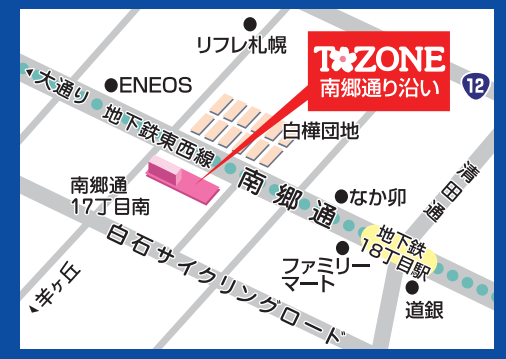 リフレ札幌
TOZONE
南郷通り沿い
12
大通り
ENEOS
地下鉄東西線
白樺団地
清田通
南郷通
17丁目南
南郷通
なか卯
地下鉄
18丁目駅
白石サイクリングロード
ファミリー
マート
道銀
羊ヶ丘